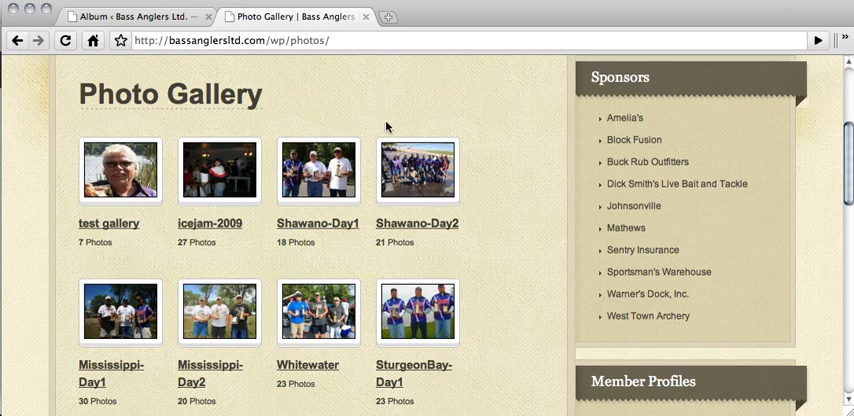 Album ‹ Bass Anglers Ltd. —
Photo Gallery | Bass Anglers
http://bassanglersltd.com/wp/photos/
»
Photo Gallery
test gallery
7 Photos
icejam-2009
27 Photos
Shawano-Day1
18 Photos
Shawano-Day2
21 Photos
Mississippi-
Day1
30 Photos
Mississippi-
Day2
20 Photos
Whitewater
23 Photos
SturgeonBay-
Day1
23 Photos
Sponsors
Amelia's
Block Fusion
Buck Rub Outfitters
Dick Smith's Live Bait and Tackle
Johnsonville
Mathews
Sentry Insurance
Sportsman's Warehouse
Warner's Dock, Inc.
West Town Archery
Member Profiles